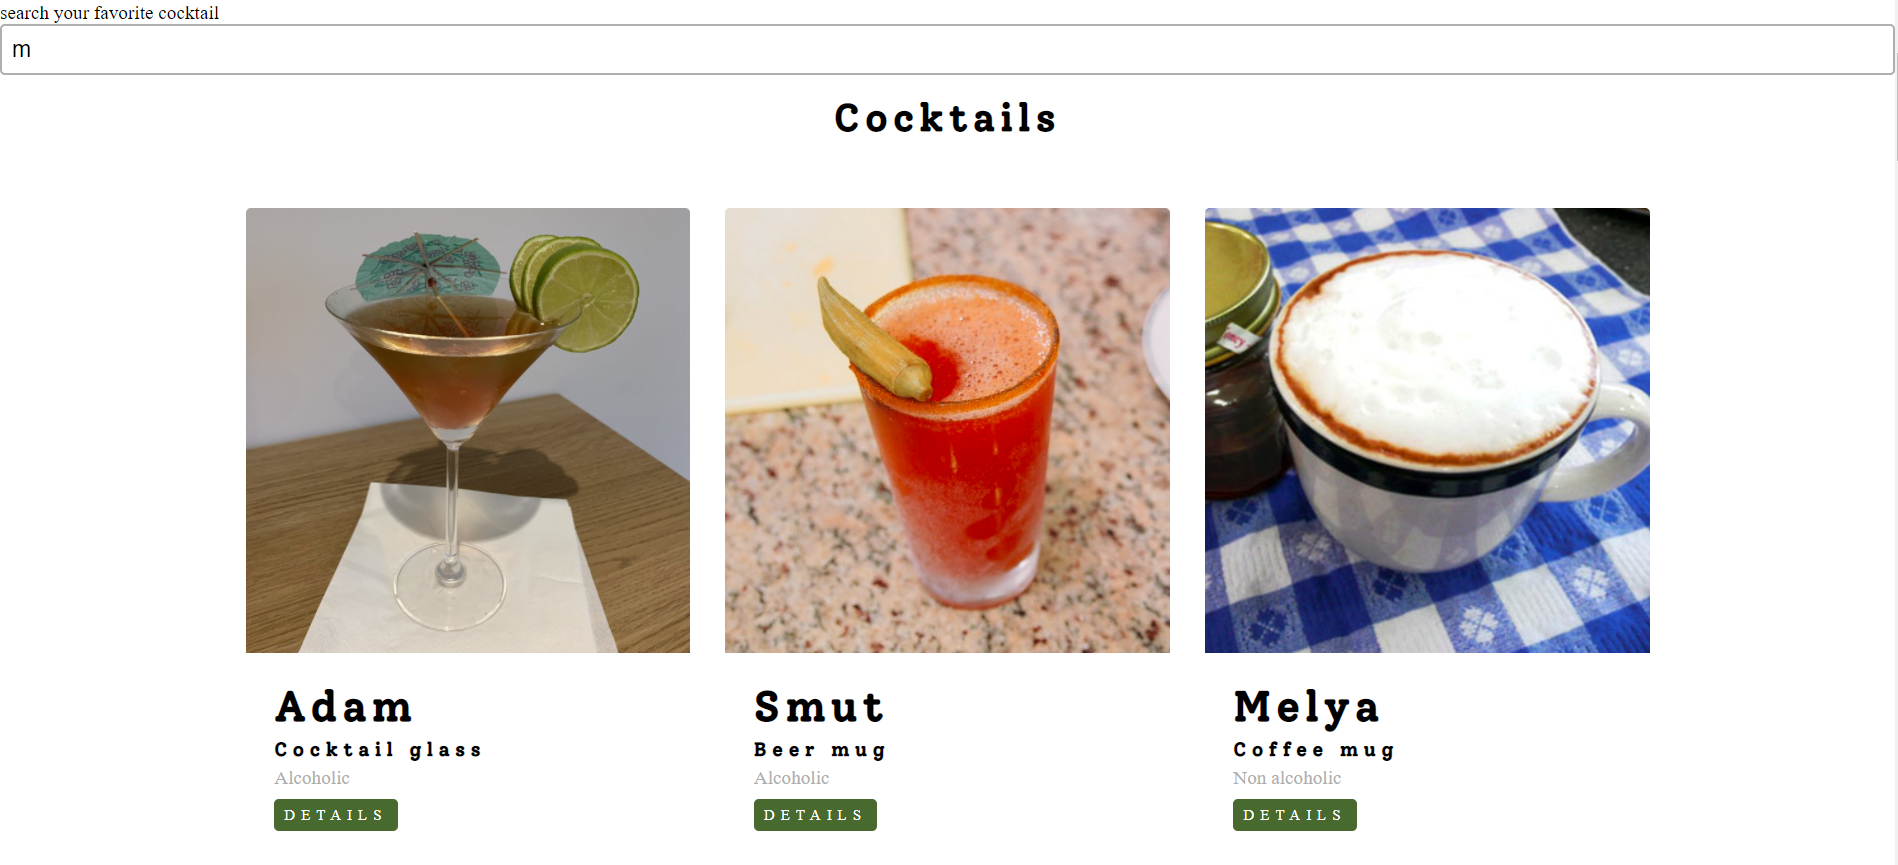 search your favorite cocktail
m
Cocktails
Adam
Cocktail glass
Alcoholic
DETAILS
Smut
Beer mug
Alcoholic
DETAILS
Melya
Coffee mug
Non alcoholic
DETAILS